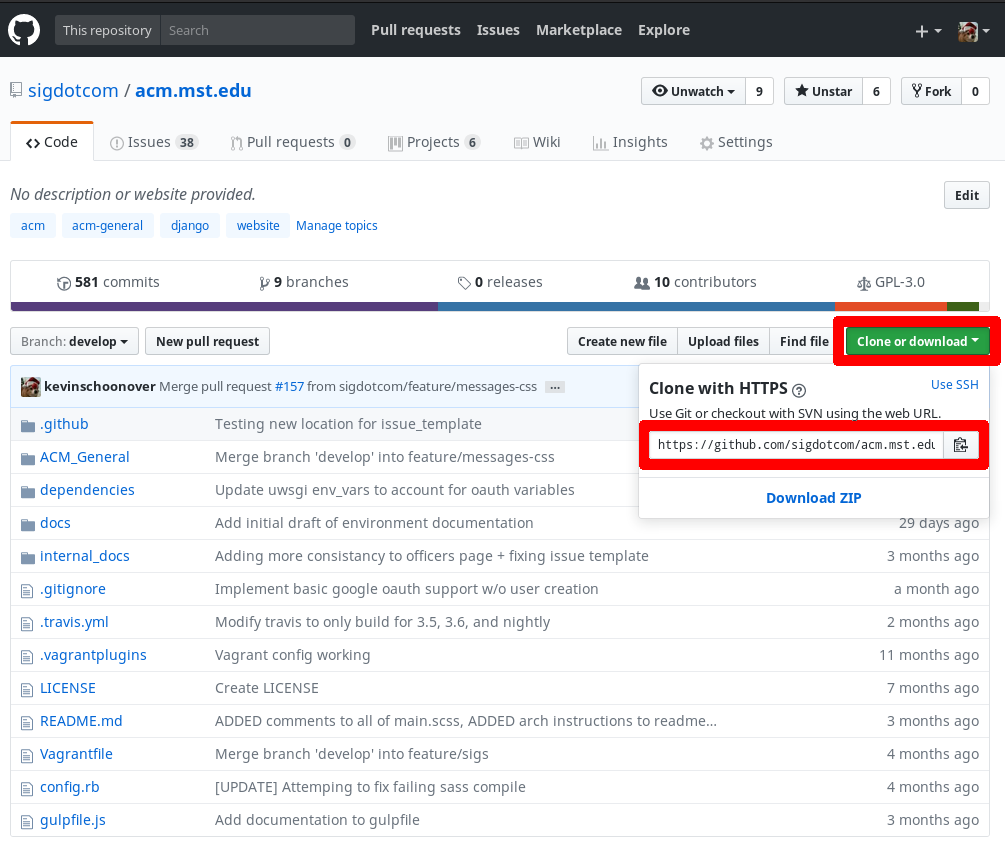 This repository Search Pull requests Issues Marketplace Explore
sigdotcom / acm.mst.edu Unwatch 9 Unstar 6 Fork 0
Code Issues 38 Pull requests 0 Projects 6 Wiki Insights Settings
No description or website provided. Edit
acm acm-general django website Manage topics
581 commits 9 branches 0 releases 10 contributors GPL-3.0
Branch: develop New pull request Create new file Upload files Find file Clone or download
kevinschoonover Merge pull request #157 from sigdotcom/feature/messages-css ...
Clone with HTTPS ? Use SSH
Use Git or checkout with SVN using the web URL.
https://github.com/sigdotcom/acm.mst.edu
Download ZIP
.github Testing new location for issue_template
ACM_General Merge branch 'develop' into feature/messages-css
dependencies Update uwsgi env_vars to account for oauth variables
docs Add initial draft of environment documentation 29 days ago
internal_docs Adding more consistancy to officers page + fixing issue template 3 months ago
.gitignore Implement basic google oauth support w/o user creation a month ago
.travis.yml Modify travis to only build for 3.5, 3.6, and nightly 2 months ago
.vagrantplugins Vagrant config working 11 months ago
LICENSE Create LICENSE 7 months ago
README.md ADDED comments to all of main.scss, ADDED arch instructions to readme... 3 months ago
Vagrantfile Merge branch 'develop' into feature/sigs 4 months ago
config.rb [UPDATE] Attemping to fix failing sass compile 4 months ago
gulpfile.js Add documentation to gulpfile 3 months ago